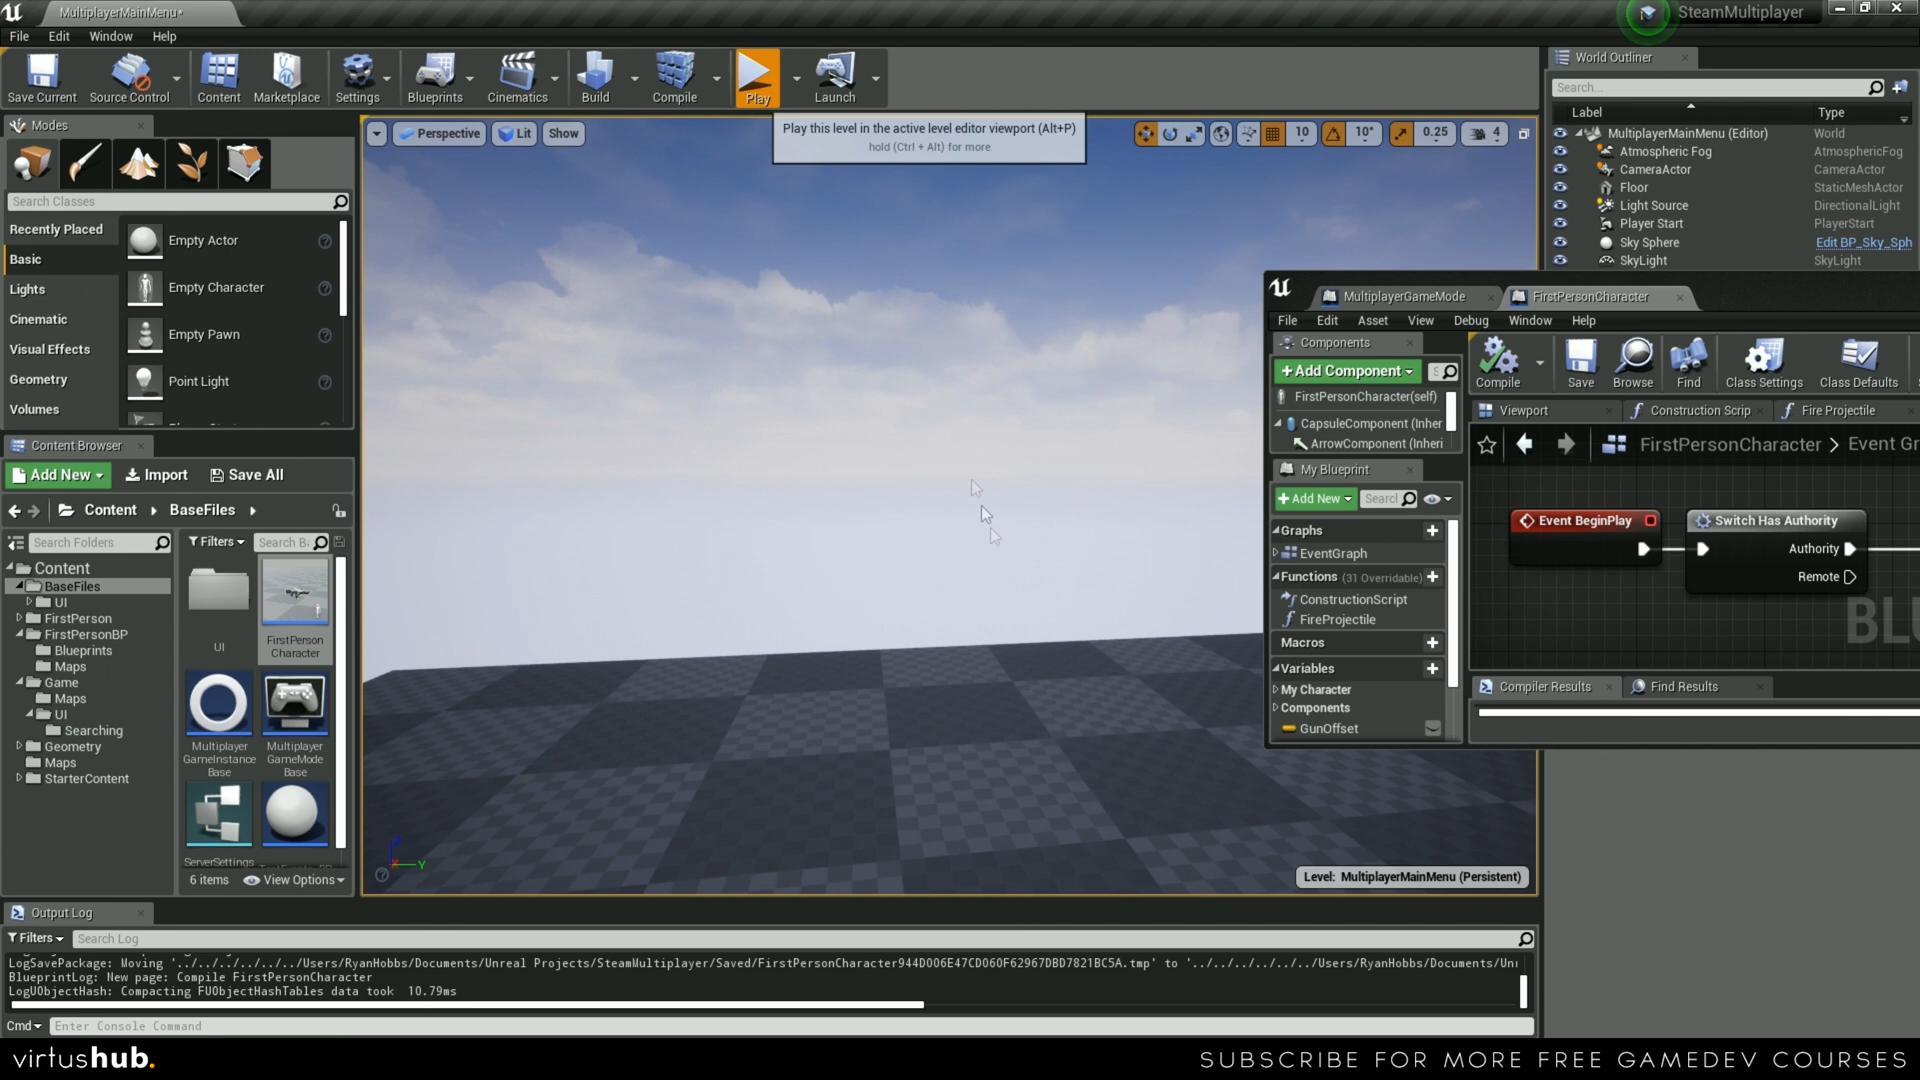 MultiplayerMainMenu*
SteamMultiplayer
File Edit Window Help
Save Current Source Control Content Marketplace Settings Blueprints Cinematics Build Compile Play Launch
Modes
Search Classes
Recently Placed
Basic
Lights
Cinematic
Visual Effects
Geometry
Volumes
Empty Actor
Empty Character
Empty Pawn
Point Light
Perspective Lit Show
Play this level in the active level editor viewport (Alt+P)
hold (Ctrl + Alt) for more
10 10° 0.25 4
World Outliner
Search...
Label Type
MultiplayerMainMenu (Editor) World
Atmospheric Fog AtmosphericFog
CameraActor CameraActor
Floor StaticMeshActor
Light Source DirectionalLight
Player Start PlayerStart
Sky Sphere Edit BP_Sky_Sph
SkyLight SkyLight
MultiplayerGameMode FirstPersonCharacter
File Edit Asset View Debug Window Help
Components
+Add Component
FirstPersonCharacter(self)
CapsuleComponent (Inher
ArrowComponent (Inheri
Compile Save Browse Find Class Settings Class Defaults
Viewport Construction Scrip Fire Projectile
FirstPersonCharacter > Event Gr
My Blueprint
+Add New Searcl
Graphs
EventGraph
Functions (31 Overridable)
ConstructionScript
FireProjectile
Macros
Variables
My Character
Components
GunOffset
Event BeginPlay
Switch Has Authority
Authority
Remote
BLU
Compiler Results Find Results
Content Browser
Add New Import Save All
Content BaseFiles
Search Folders
Filters Search B
Content
BaseFiles
UI
FirstPerson
FirstPersonBP
Blueprints
Maps
Game
Maps
UI
Searching
Geometry
Maps
StarterContent
UI
FirstPerson
Character
Multiplayer
GameInstance
Base
Multiplayer
GameMode
Base
ServerSettings
6 items View Options
Level: MultiplayerMainMenu (Persistent)
Output Log
Filters Search Log
LogSavePackage: Moving '../../../../../../Users/RyanHobbs/Documents/Unreal Projects/SteamMultiplayer/Saved/FirstPersonCharacter944D006E47CD060F62967DBD7821BC5A.tmp' to '../../../../../../Users/RyanHobbs/Documents/Unr
BlueprintLog: New page: Compile FirstPersonCharacter
LogUObjectHash: Compacting FUObjectHashTables data took 10.79ms
Cmd Enter Console Command
virtushub.
SUBSCRIBE FOR MORE FREE GAMEDEV COURSES